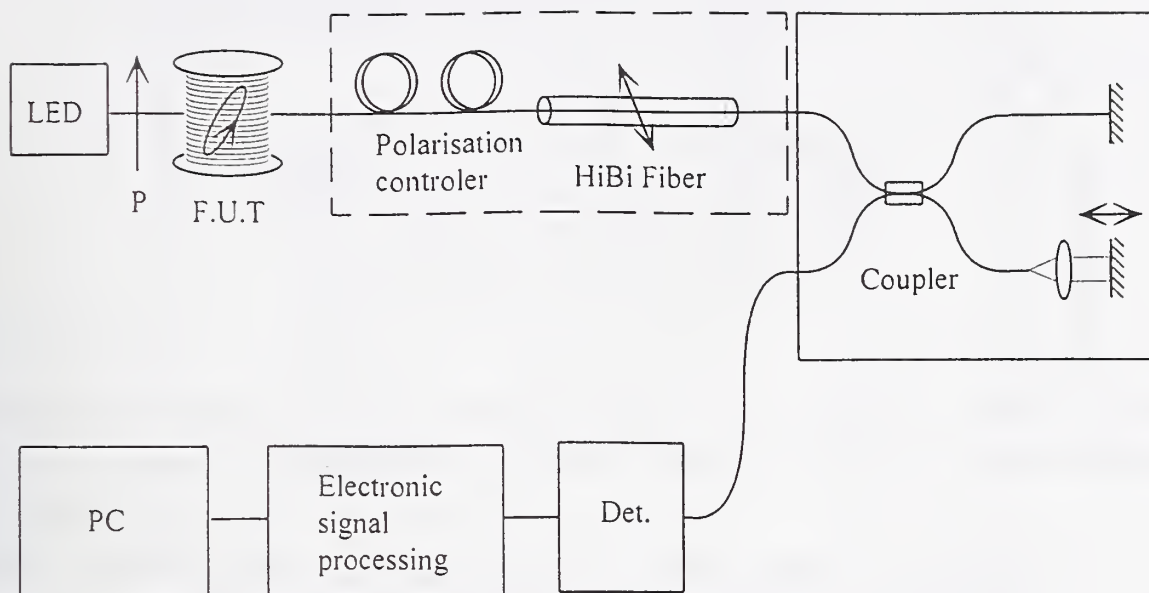 LED
P
F.U.T
Polarisation
controler
HiBi Fiber
Coupler
PC
Electronic
signal
processing
Det.